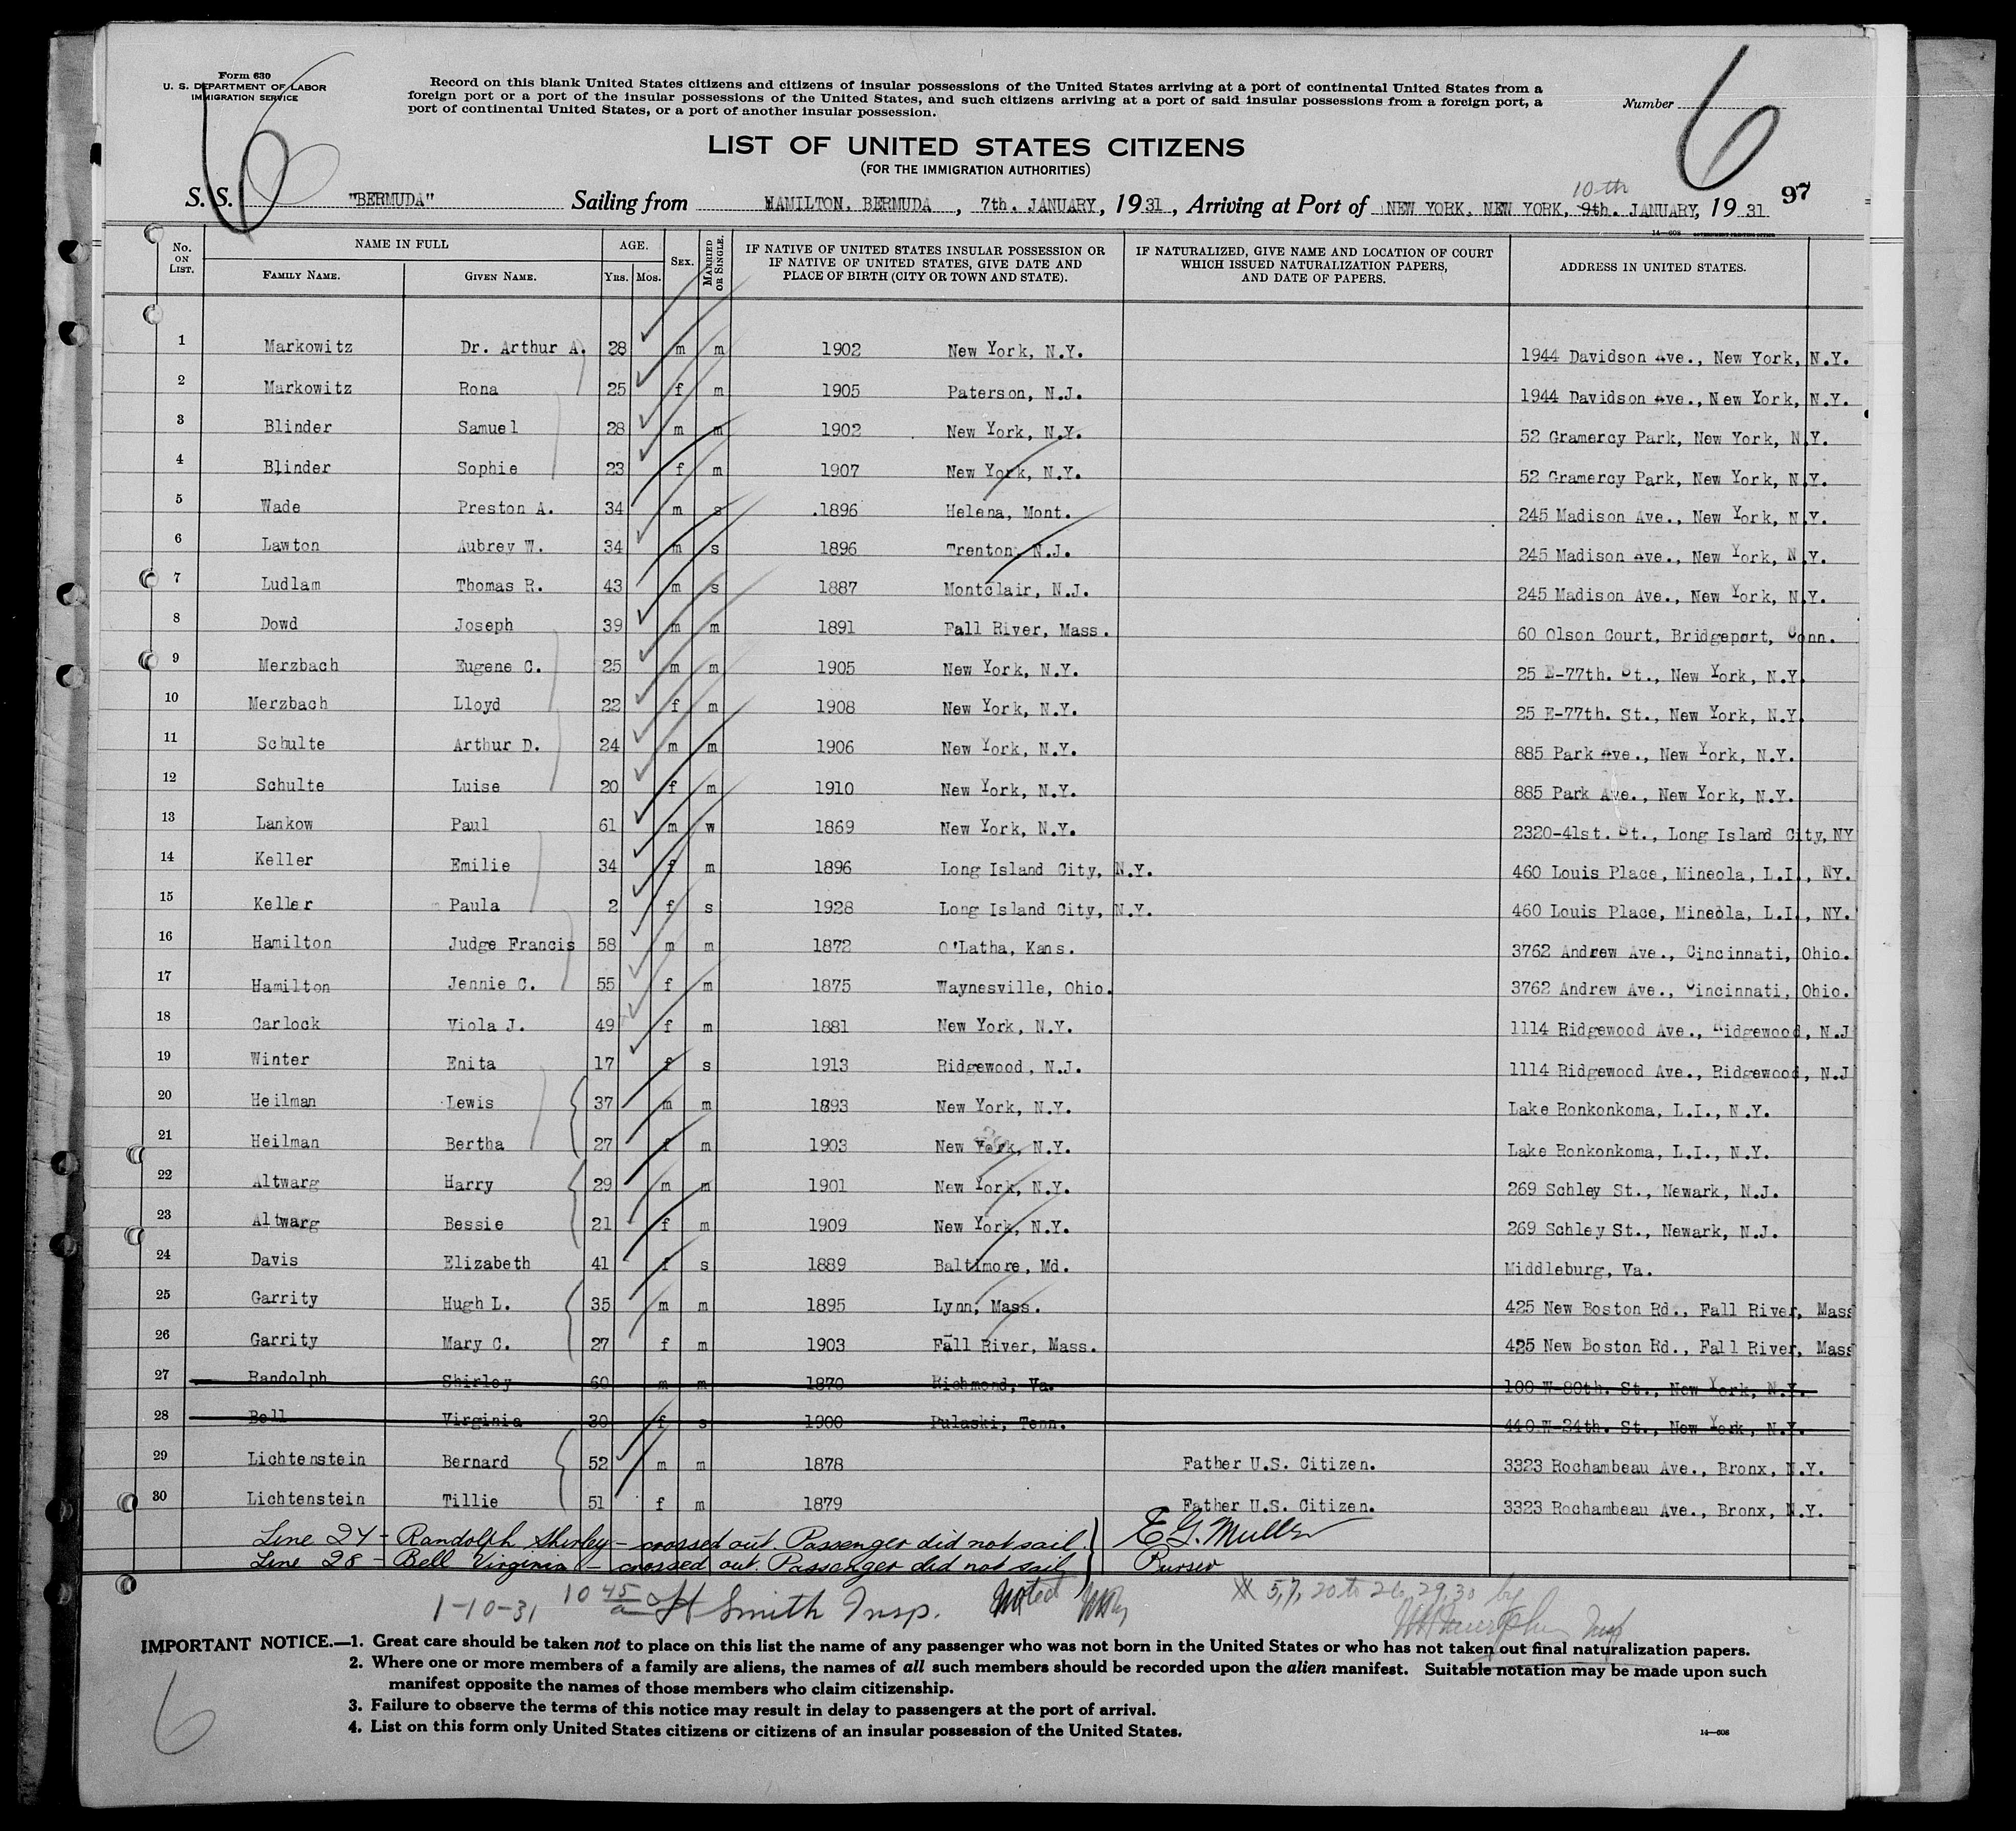 Form 630
U. S. DEPARTMENT OF LABOR
IMMIGRATION SERVICE
Record on this blank United States citizens and citizens of insular possessions of the United States arriving at a port of continental United States from a
foreign port or a port of the insular possessions of the United States, and such citizens arriving at a port of said insular possessions from a foreign port, a
port of continental United States, or a port of another insular possession.
Number
6
6
LIST OF UNITED STATES CITIZENS
(FOR THE IMMIGRATION AUTHORITIES)
10th
97
S. S. "BERMUDA" Sailing from HAMILTON, BERMUDA, 7th. JANUARY, 1931, Arriving at Port of NEW YORK, NEW YORK, 9th. JANUARY, 1931
14—608 GOVERNMENT PRINTING OFFICE
No. ON LIST. NAME IN FULL FAMILY NAME. GIVEN NAME. AGE. YRS. MOS. SEX. MARRIED OR SINGLE. IF NATIVE OF UNITED STATES INSULAR POSSESSION OR IF NATIVE OF UNITED STATES, GIVE DATE AND PLACE OF BIRTH (CITY OR TOWN AND STATE). IF NATURALIZED, GIVE NAME AND LOCATION OF COURT WHICH ISSUED NATURALIZATION PAPERS, AND DATE OF PAPERS. ADDRESS IN UNITED STATES.
1 Markowitz Dr. Arthur A. 28 m m 1902 New York, N.Y. 1944 Davidson Ave., New York, N.Y.
2 Markowitz Rona 25 f m 1905 Paterson, N.J. 1944 Davidson Ave., New York, N.Y.
3 Blinder Samuel 28 m m 1902 New York, N.Y. 52 Gramercy Park, New York, N.Y.
4 Blinder Sophie 23 f m 1907 New York, N.Y. 52 Gramercy Park, New York, N.Y.
5 Wade Preston A. 34 m s .1896 Helena, Mont. 245 Madison Ave., New York, N.Y.
6 Lawton Aubrey W. 34 m s 1896 Trenton, N.J. 245 Madison Ave., New York, N.Y.
7 Ludlam Thomas R. 43 m s 1887 Montclair, N.J. 245 Madison Ave., New York, N.Y.
8 Dowd Joseph 39 m m 1891 Fall River, Mass. 60 Olson Court, Bridgeport, Conn.
9 Merzbach Eugene C. 25 m m 1905 New York, N.Y. 25 E-77th. St., New York, N.Y.
10 Merzbach Lloyd 22 f m 1908 New York, N.Y. 25 E-77th. St., New York, N.Y.
11 Schulte Arthur D. 24 m m 1906 New York, N.Y. 885 Park Ave., New York, N.Y.
12 Schulte Luise 20 f m 1910 New York, N.Y. 885 Park Ave., New York, N.Y.
13 Lankow Paul 61 m w 1869 New York, N.Y. 2320-41st. St., Long Island City, NY
14 Keller Emilie 34 f m 1896 Long Island City, N.Y. 460 Louis Place, Mineola, L.I., NY.
15 Keller Paula 2 f s 1928 Long Island City, N.Y. 460 Louis Place, Mineola, L.I., NY.
16 Hamilton Judge Francis 58 m m 1872 O'Latha, Kans. 3762 Andrew Ave., Cincinnati, Ohio.
17 Hamilton Jennie C. 55 f m 1875 Waynesville, Ohio. 3762 Andrew Ave., Cincinnati, Ohio.
18 Carlock Viola J. 49 f m 1881 New York, N.Y. 1114 Ridgewood Ave., Ridgewood, N.J
19 Winter Enita 17 f s 1913 Ridgewood, N.J. 1114 Ridgewood Ave., Ridgewood, N.J
20 Heilman Lewis 37 m m 1893 New York, N.Y. Lake Ronkonkoma, L.I., N.Y.
21 Heilman Bertha 27 f m 1903 New York, N.Y. Lake Ronkonkoma, L.I., N.Y.
22 Altwarg Harry 29 m m 1901 New York, N.Y. 269 Schley St., Newark, N.J.
23 Altwarg Bessie 21 f m 1909 New York, N.Y. 269 Schley St., Newark, N.J.
24 Davis Elizabeth 41 f s 1889 Baltimore, Md. Middleburg, Va.
25 Garrity Hugh L. 35 m m 1895 Lynn, Mass. 425 New Boston Rd., Fall River, Mass
26 Garrity Mary C. 27 f m 1903 Fall River, Mass. 425 New Boston Rd., Fall River, Mass
27 Randolph Shirley 60 m m 1870 Richmond, Va. 100 W-80th. St., New York, N.Y.
28 Bell Virginia 30 f s 1900 Pulaski, Tenn. 440 W-24th. St., New York, N.Y.
29 Lichtenstein Bernard 52 m m 1878 Father U.S. Citizen. 3323 Rochambeau Ave., Bronx, N.Y.
30 Lichtenstein Tillie 51 f m 1879 Father U.S. Citizen. 3323 Rochambeau Ave., Bronx, N.Y.
Line 27 - Randolph Shirley - crossed out. Passenger did not sail. E G. Muller
Line 28 - Bell Virginia - crossed out. Passenger did not sail Purser
1-10-31 10 45/a Smith Insp. Noted 5, 7, 20 to 26, 29, 30 by
Insp
IMPORTANT NOTICE.—1. Great care should be taken not to place on this list the name of any passenger who was not born in the United States or who has not taken out final naturalization papers.
2. Where one or more members of a family are aliens, the names of all such members should be recorded upon the alien manifest. Suitable notation may be made upon such
manifest opposite the names of those members who claim citizenship.
3. Failure to observe the terms of this notice may result in delay to passengers at the port of arrival.
4. List on this form only United States citizens or citizens of an insular possession of the United States.
14—608
6